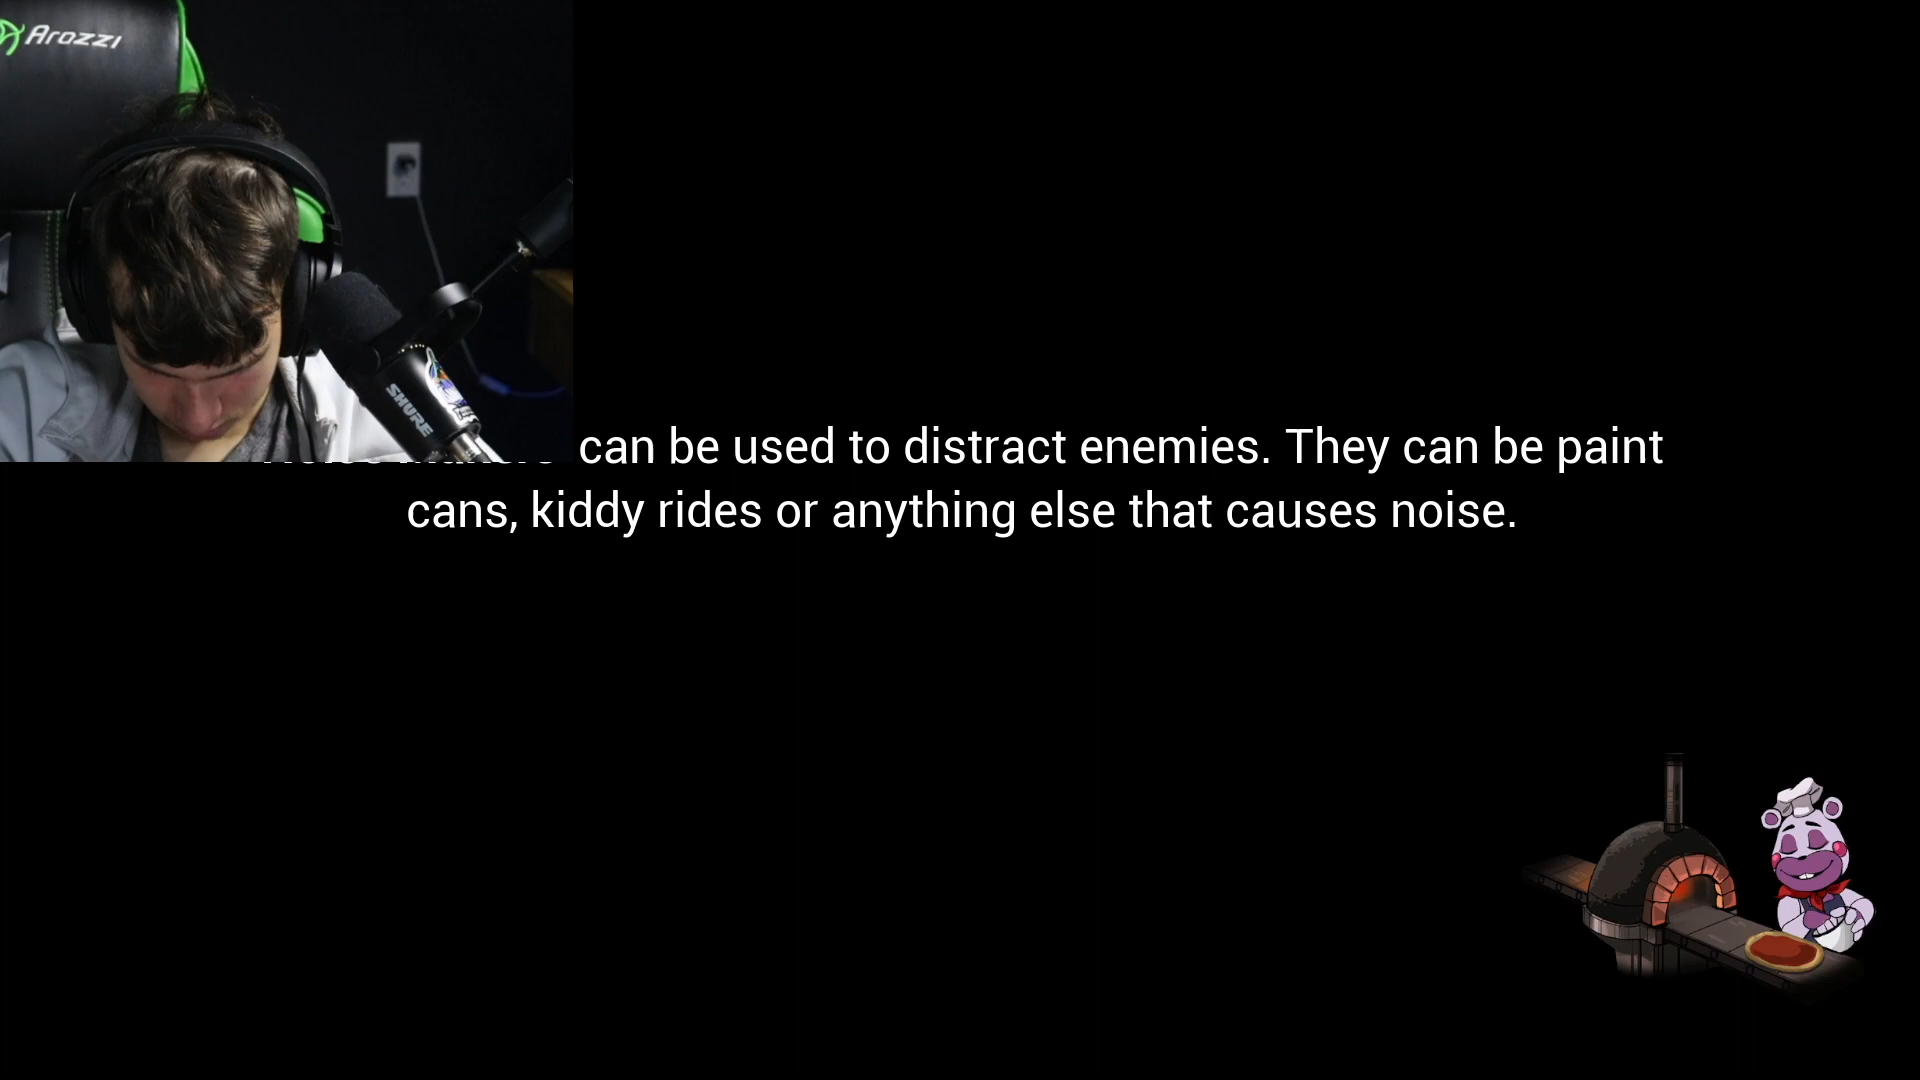 Arozzi
SHURE
can be used to distract enemies. They can be paint
cans, kiddy rides or anything else that causes noise.